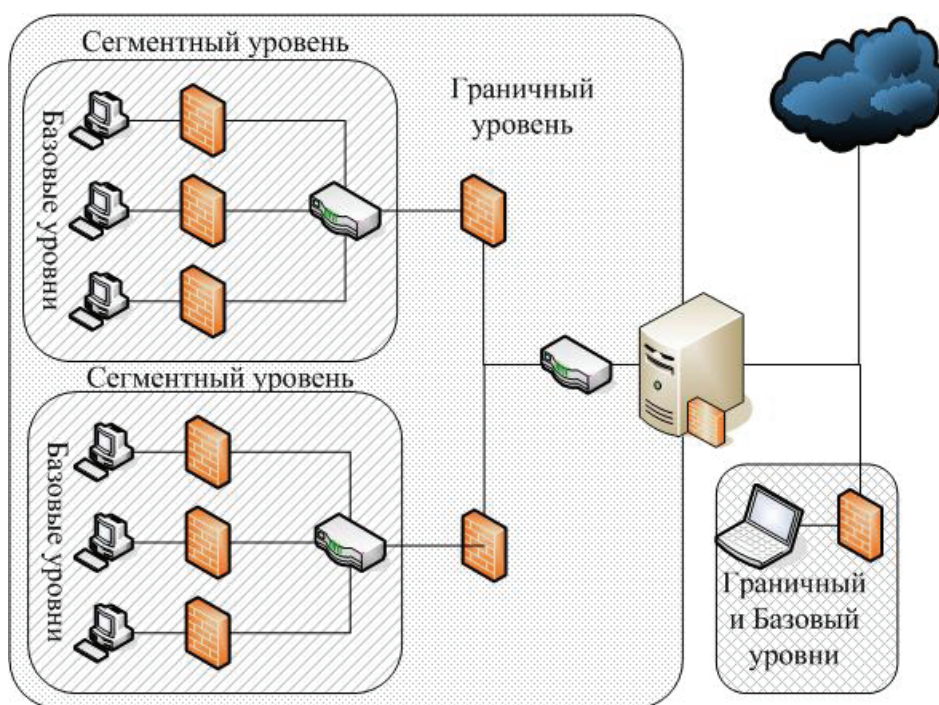 Сегментный уровень
Базовые уровни
Граничный
уровень
Сегментный уровень
Базовые уровни
Граничный
и Базовый
уровни